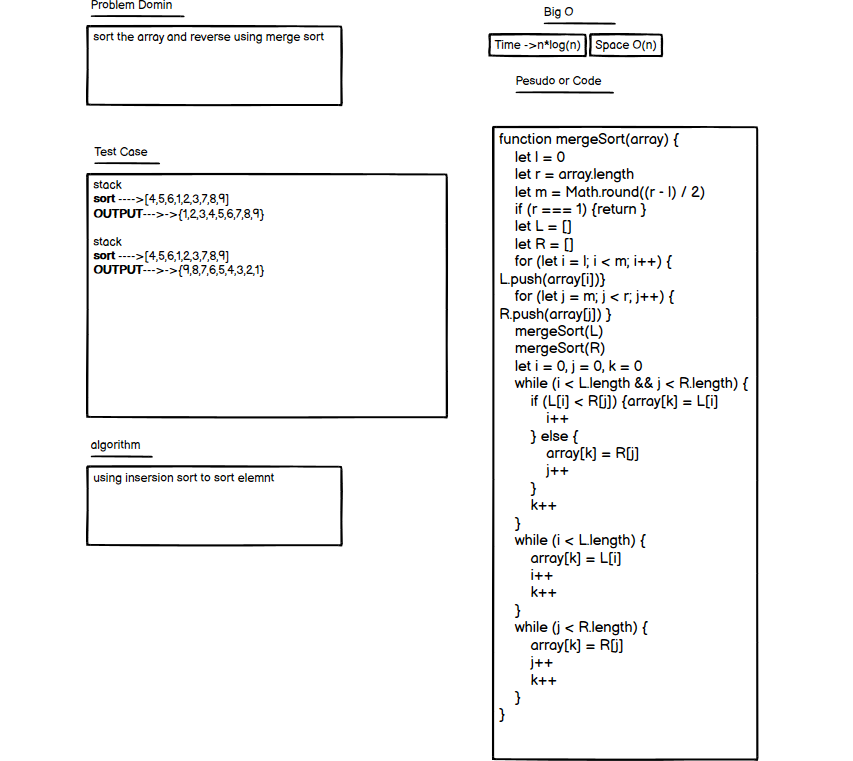 Problem Domin
sort the array and reverse using merge sort
Test Case
stack
sort ---->[4,5,6,1,2,3,7,8,9]
OUTPUT--->->{1,2,3,4,5,6,7,8,9}
stack
sort ---->[4,5,6,1,2,3,7,8,9]
OUTPUT--->->{9,8,7,6,5,4,3,2,1}
algorithm
using insersion sort to sort elemnt
Big O
Time ->n*log(n)
Space O(n)
Pesudo or Code
function mergeSort(array) {
let l = 0
let r = array.length
let m = Math.round((r - l) / 2)
if (r === 1) {return }
let L = []
let R = []
for (let i = l; i < m; i++) {
L.push(array[i])}
for (let j = m; j < r; j++) {
R.push(array[j]) }
mergeSort(L)
mergeSort(R)
let i = 0, j = 0, k = 0
while (i < L.length && j < R.length) {
if (L[i] < R[j]) {array[k] = L[i]
i++
} else {
array[k] = R[j]
j++
}
k++
}
while (i < L.length) {
array[k] = L[i]
i++
k++
}
while (j < R.length) {
array[k] = R[j]
j++
k++
}
}